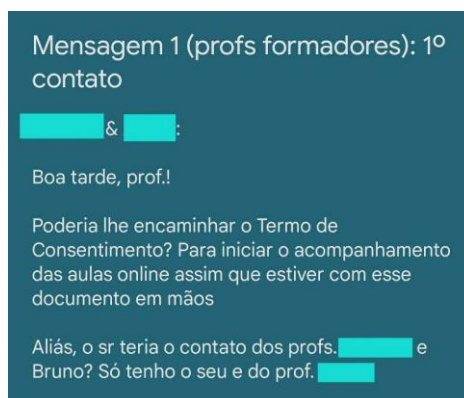 Mensagem 1 (profs formadores): 1º
contato
& :
Boa tarde, prof.!
Poderia lhe encaminhar o Termo de
Consentimento? Para iniciar o acompanhamento
das aulas online assim que estiver com esse
documento em mãos
Aliás, o sr teria o contato dos profs. e
Bruno? Só tenho o seu e do prof.